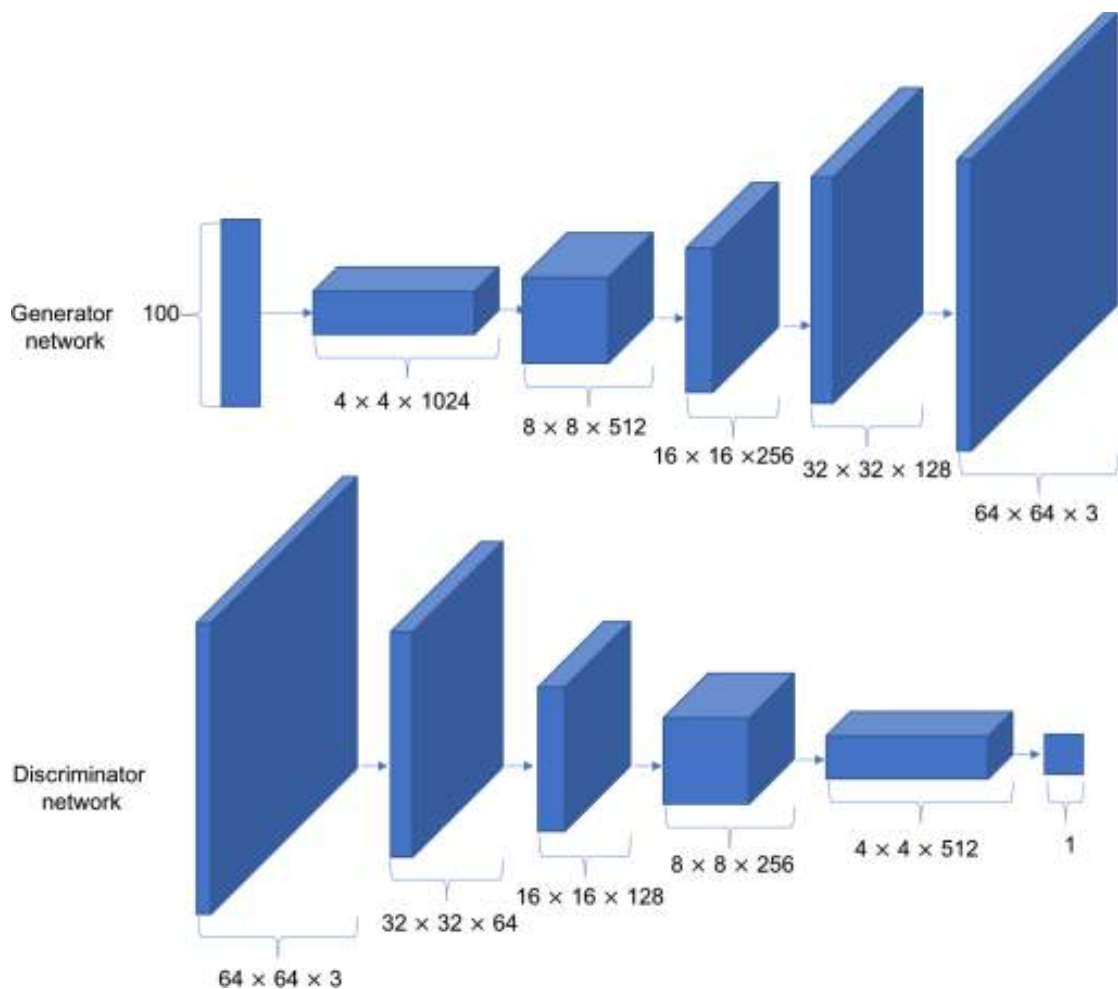 Generator
network
100
4 × 4 × 1024
8 × 8 × 512
16 × 16 ×256
32 × 32 × 128
64 × 64 × 3
Discriminator
network
64 × 64 × 3
32 × 32 × 64
16 × 16 × 128
8 × 8 × 256
4 × 4 × 512
1